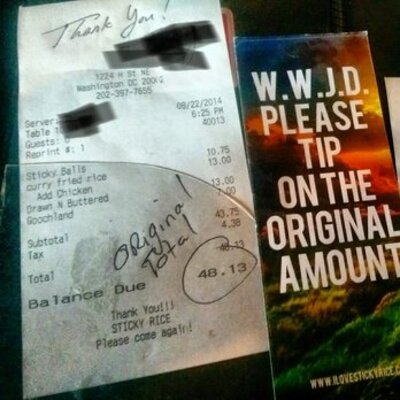 Thank You!
1224 H St NE
Washington DC
202-397-7655
Server:
08/22/2014
Table
6:25 PM
Guests:
40013
Reprint #: 1
Sticky Balls 10.75
curry fried rice 13.00
Add Chicken
Drawn N Buttered 13.00
Goochland 7.00
Subtotal 43.75
Tax 4.38
Total 48.13
Original
Total
Balance Due 48.13
Thank You!!!
STICKY RICE
Please come again!
W.W.J.D.
PLEASE
TIP
ON THE
ORIGINAL
AMOUNT
WWW.ILOVESTICKYRICE.